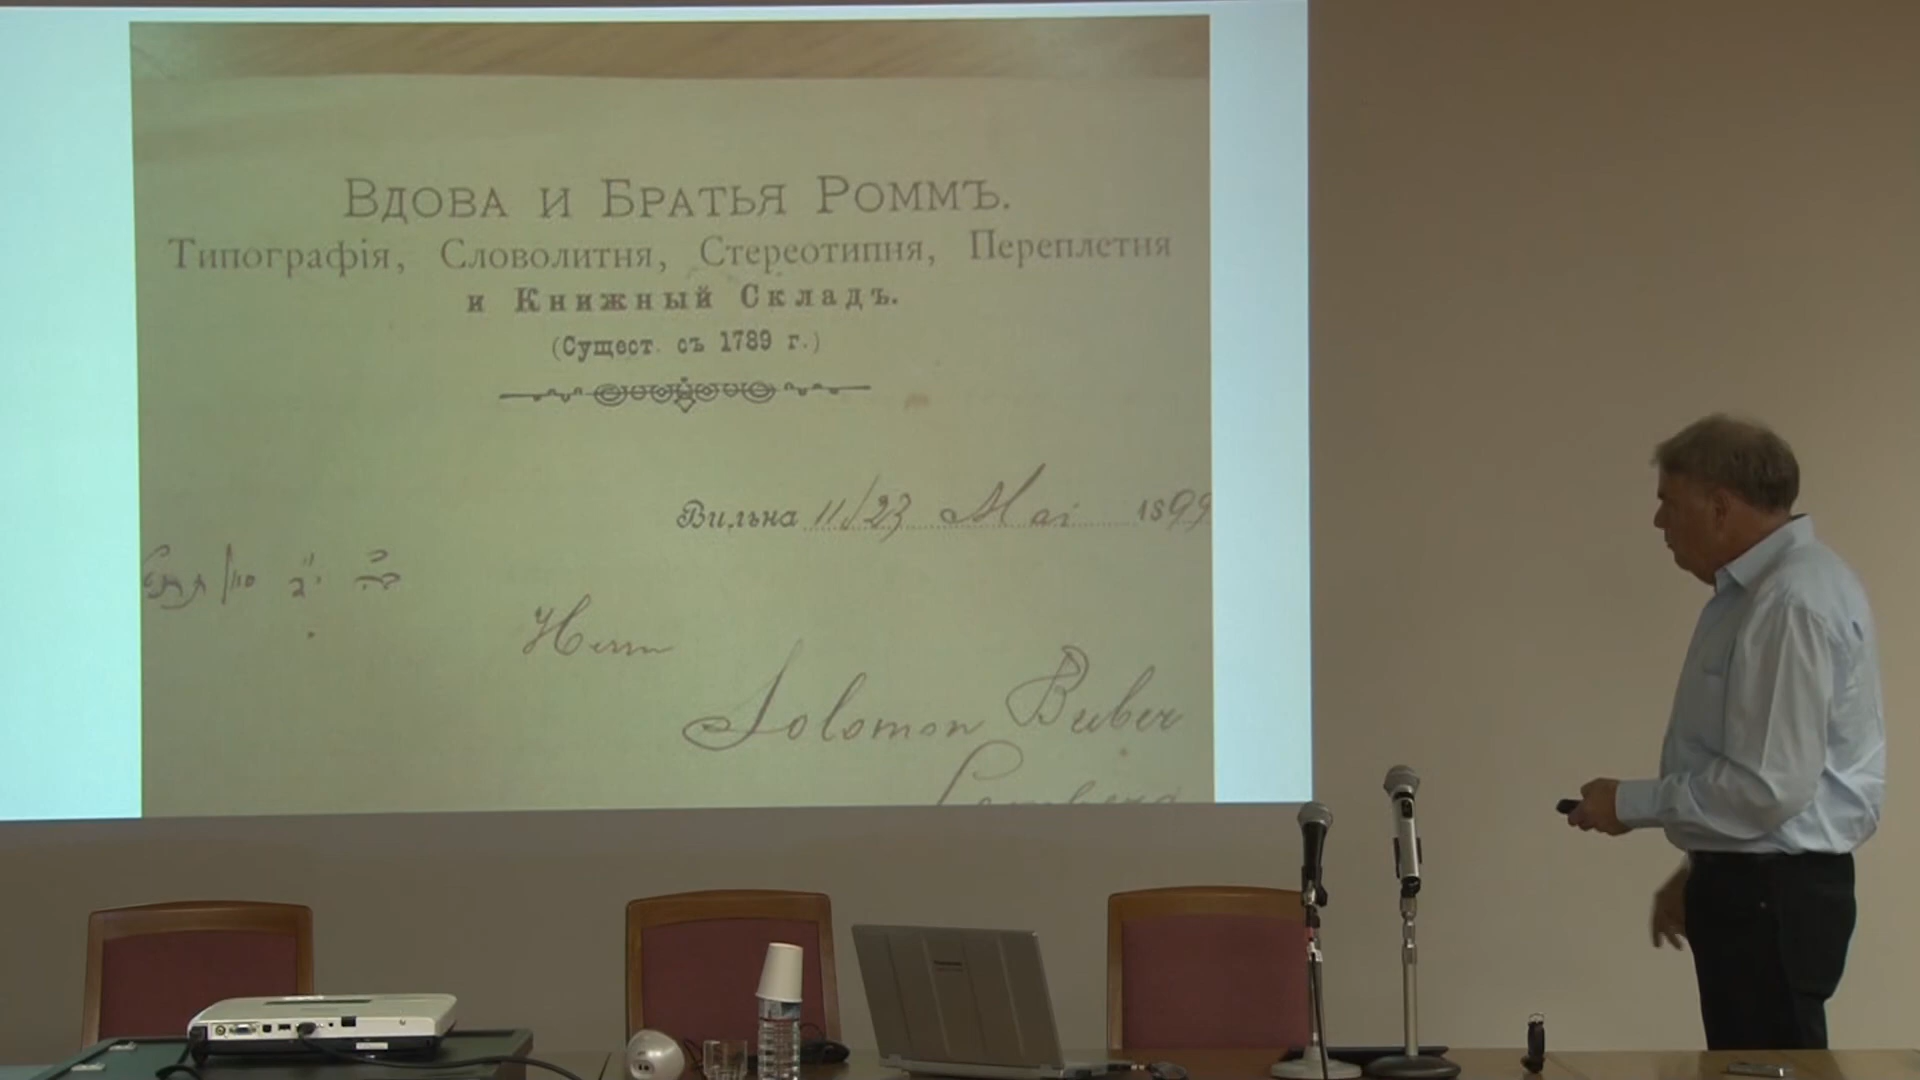 Вдова и Братья Роммъ.
Типографія, Словолитня, Стереотипня, Переплетня
и Книжный Складъ.
(Сущест. съ 1789 г.)
Вильна 11/23 Mai 1899
Herrn
Solomon Buber
Lemberg